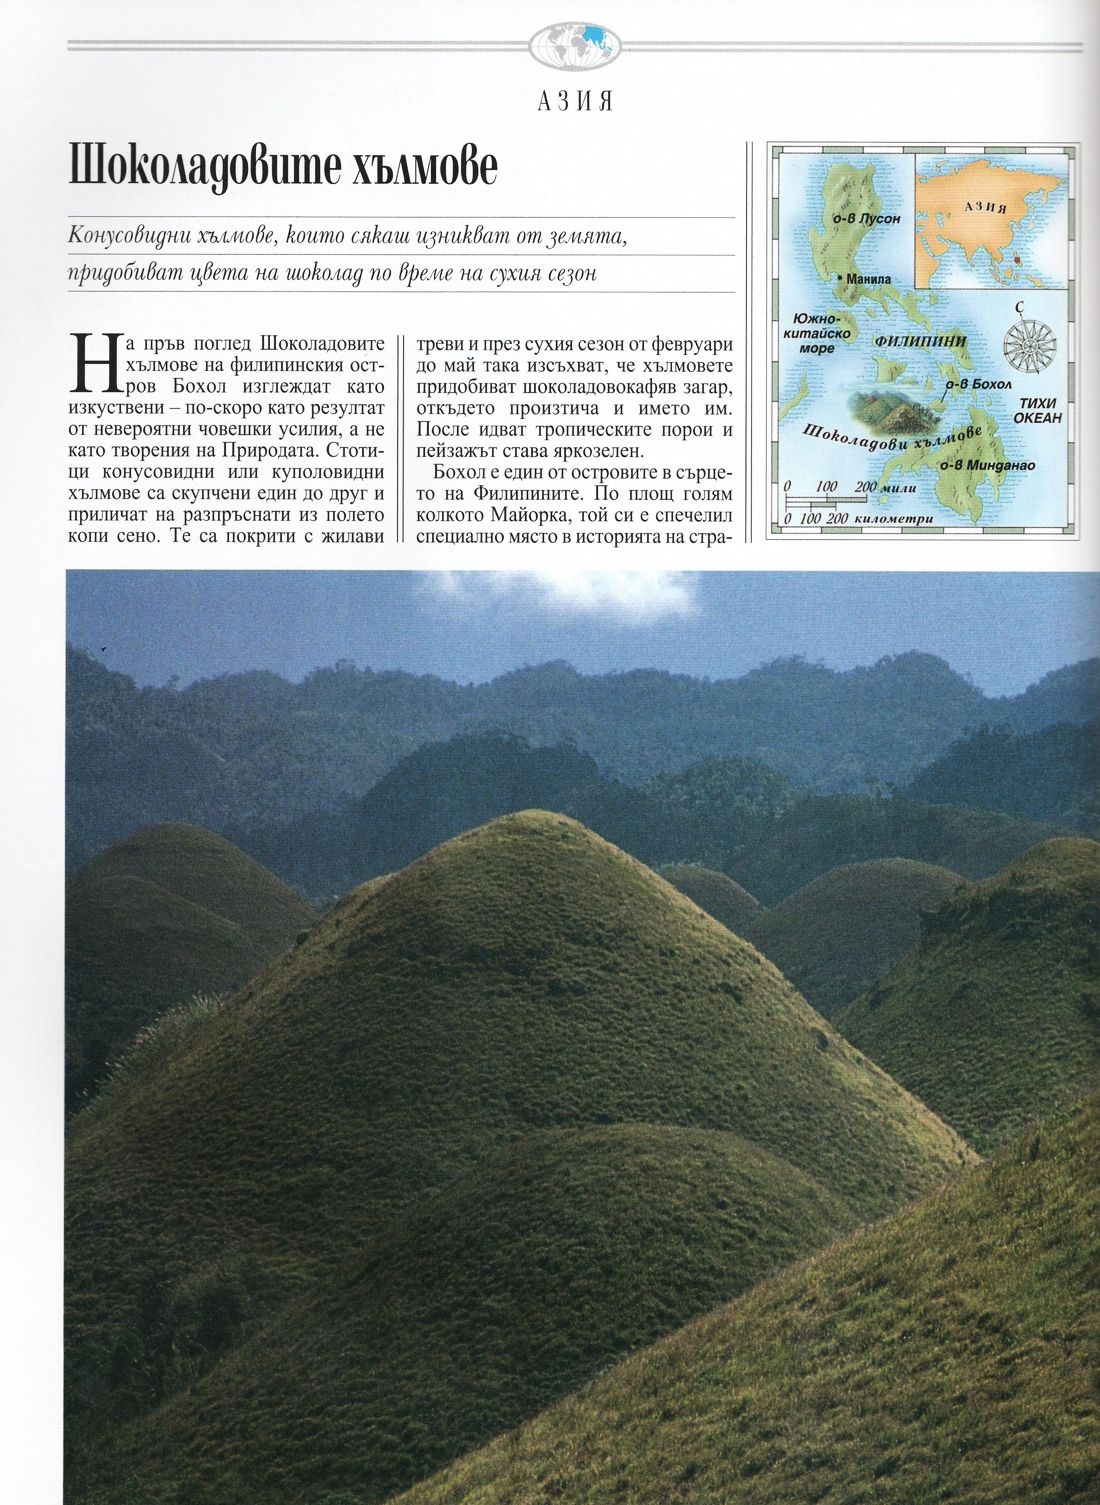 АЗИЯ
Шоколадовите хълмове
Конусовидни хълмове, които сякаш изникват от земята,
придобиват цвета на шоколад по време на сухия сезон
На пръв поглед Шоколадовите
хълмове на филипинския ост-
ров Бохол изглеждат като
изкуствени – по-скоро като резултат
от невероятни човешки усилия, а не
като творения на Природата. Стоти-
ци конусовидни или куполовидни
хълмове са скупчени един до друг и
приличат на разпръснати из полето
копи сено. Те са покрити с жилави
треви и през сухия сезон от февруари
до май така изсъхват, че хълмовете
придобиват шоколадовокафяв загар,
откъдето произтича и името им.
После идват тропическите порои и
пейзажът става яркозелен.
Бохол е един от островите в сърце-
то на Филипините. По площ голям
колкото Майорка, той си е спечелил
специално място в историята на стра-
о-в Лусон
АЗИЯ
Манила
С
Южно-
китайско
море
ФИЛИПИНИ
о-в Бохол
ТИХИ
ОКЕАН
Шоколадови хълмове
о-в Минданао
0 100 200 мили
0 100 200 километри